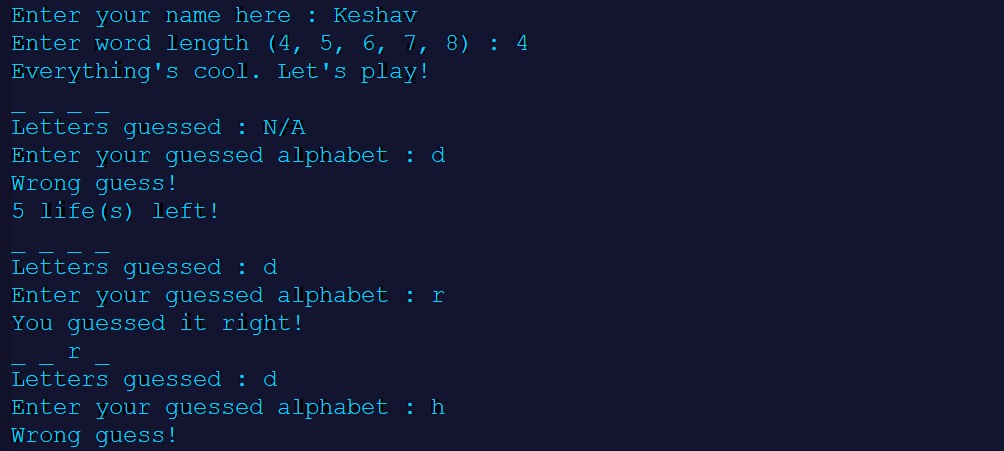 Enter your name here : Keshav
Enter word length (4, 5, 6, 7, 8) : 4
Everything's cool. Let's play!
_ _ _ _
Letters guessed : N/A
Enter your guessed alphabet : d
Wrong guess!
5 life(s) left!
_ _ _ _
Letters guessed : d
Enter your guessed alphabet : r
You guessed it right!
_ _ r _
Letters guessed : d
Enter your guessed alphabet : h
Wrong guess!